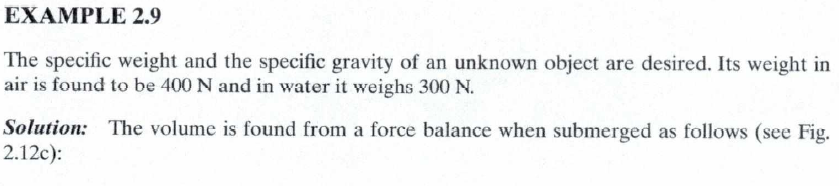 EXAMPLE 2.9
The specific weight and the specific gravity of an unknown object are desired. Its weight in
air is found to be 400 N and in water it weighs 300 N.
Solution: The volume is found from a force balance when submerged as follows (see Fig.
2.12c):